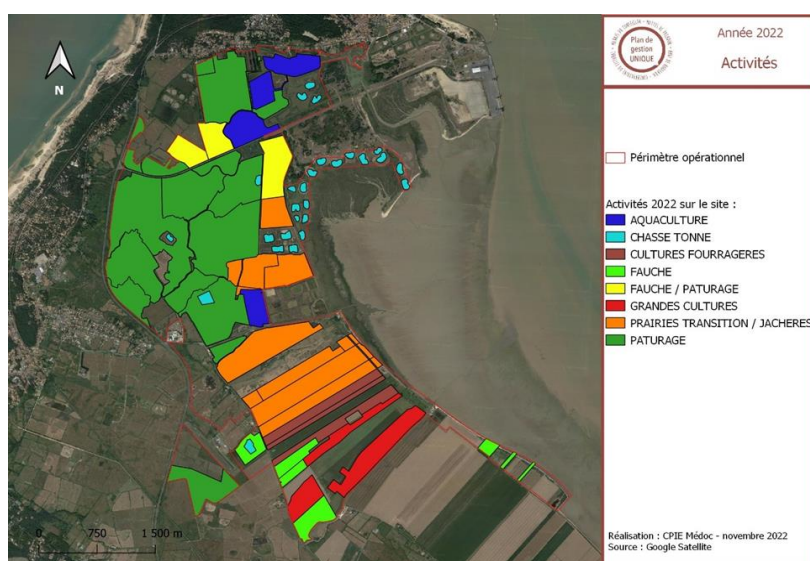 Année 2022
Plan de
gestion
UNIQUE
Activités
N
Périmètre opérationnel
Activités 2022 sur le site :
AQUACULTURE
CHASSE TONNE
CULTURES FOURRAGERES
FAUCHE
FAUCHE / PATURAGE
GRANDES CULTURES
PRAIRIES TRANSITION / JACHERES
PATURAGE
0 750 1 500 m
Réalisation : CPIE Médoc - novembre 2022
Source : Google Satellite